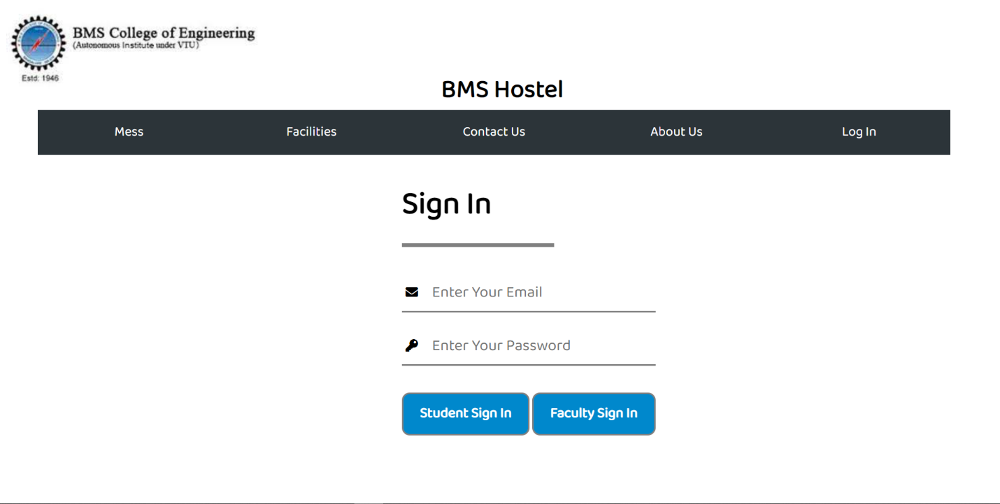 BMS College of Engineering
(Autonomous Institute under VTU)
Estd: 1946
BMS Hostel
Mess Facilities Contact Us About Us Log In
Sign In
Enter Your Email
Enter Your Password
Student Sign In Faculty Sign In